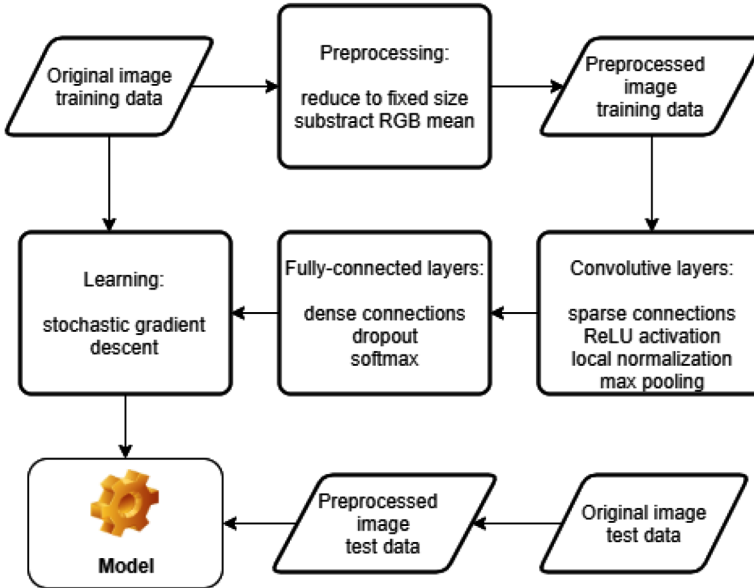 Original image
training data
Preprocessing:
reduce to fixed size
substract RGB mean
Preprocessed
image
training data
Learning:
stochastic gradient
descent
Fully-connected layers:
dense connections
dropout
softmax
Convolutive layers:
sparse connections
ReLU activation
local normalization
max pooling
Model
Preprocessed
image
test data
Original image
test data